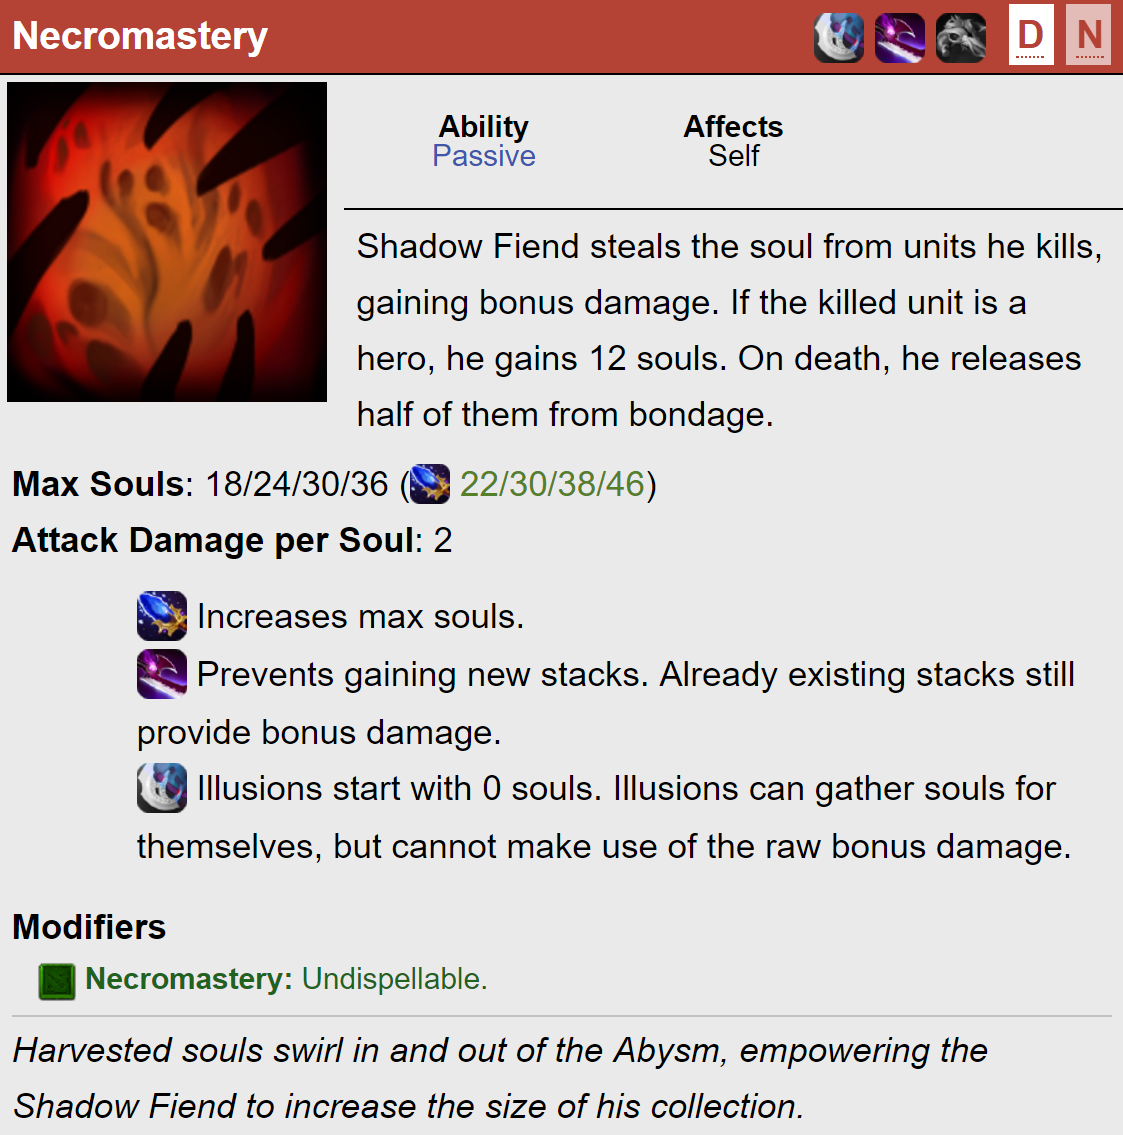 Necromastery D N
Ability Affects
Passive Self
Shadow Fiend steals the soul from units he kills,
gaining bonus damage. If the killed unit is a
hero, he gains 12 souls. On death, he releases
half of them from bondage.
Max Souls: 18/24/30/36 ( 22/30/38/46)
Attack Damage per Soul: 2
Increases max souls.
Prevents gaining new stacks. Already existing stacks still
provide bonus damage.
Illusions start with 0 souls. Illusions can gather souls for
themselves, but cannot make use of the raw bonus damage.
Modifiers
Necromastery: Undispellable.
Harvested souls swirl in and out of the Abysm, empowering the
Shadow Fiend to increase the size of his collection.